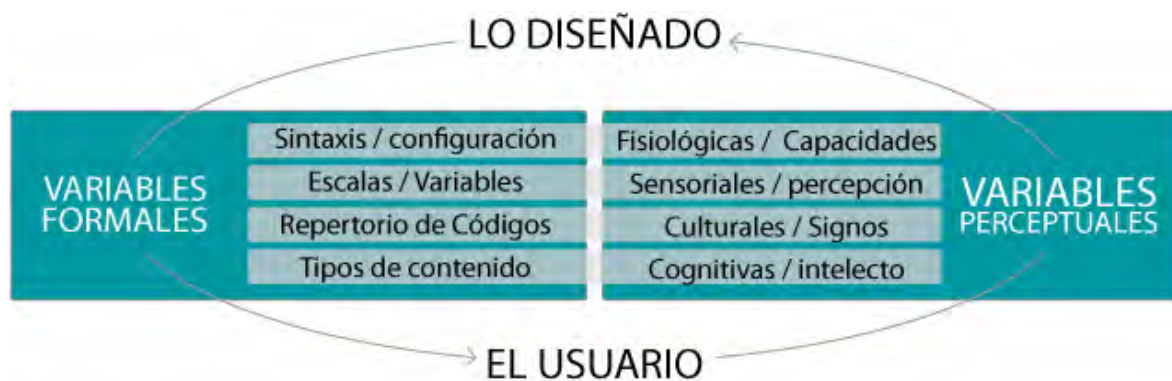 LO DISEÑADO
VARIABLES
FORMALES
Sintaxis / configuración
Escalas / Variables
Repertorio de Códigos
Tipos de contenido
Fisiológicas / Capacidades
Sensoriales / percepción
Culturales / Signos
Cognitivas / intelecto
VARIABLES
PERCEPTUALES
EL USUARIO